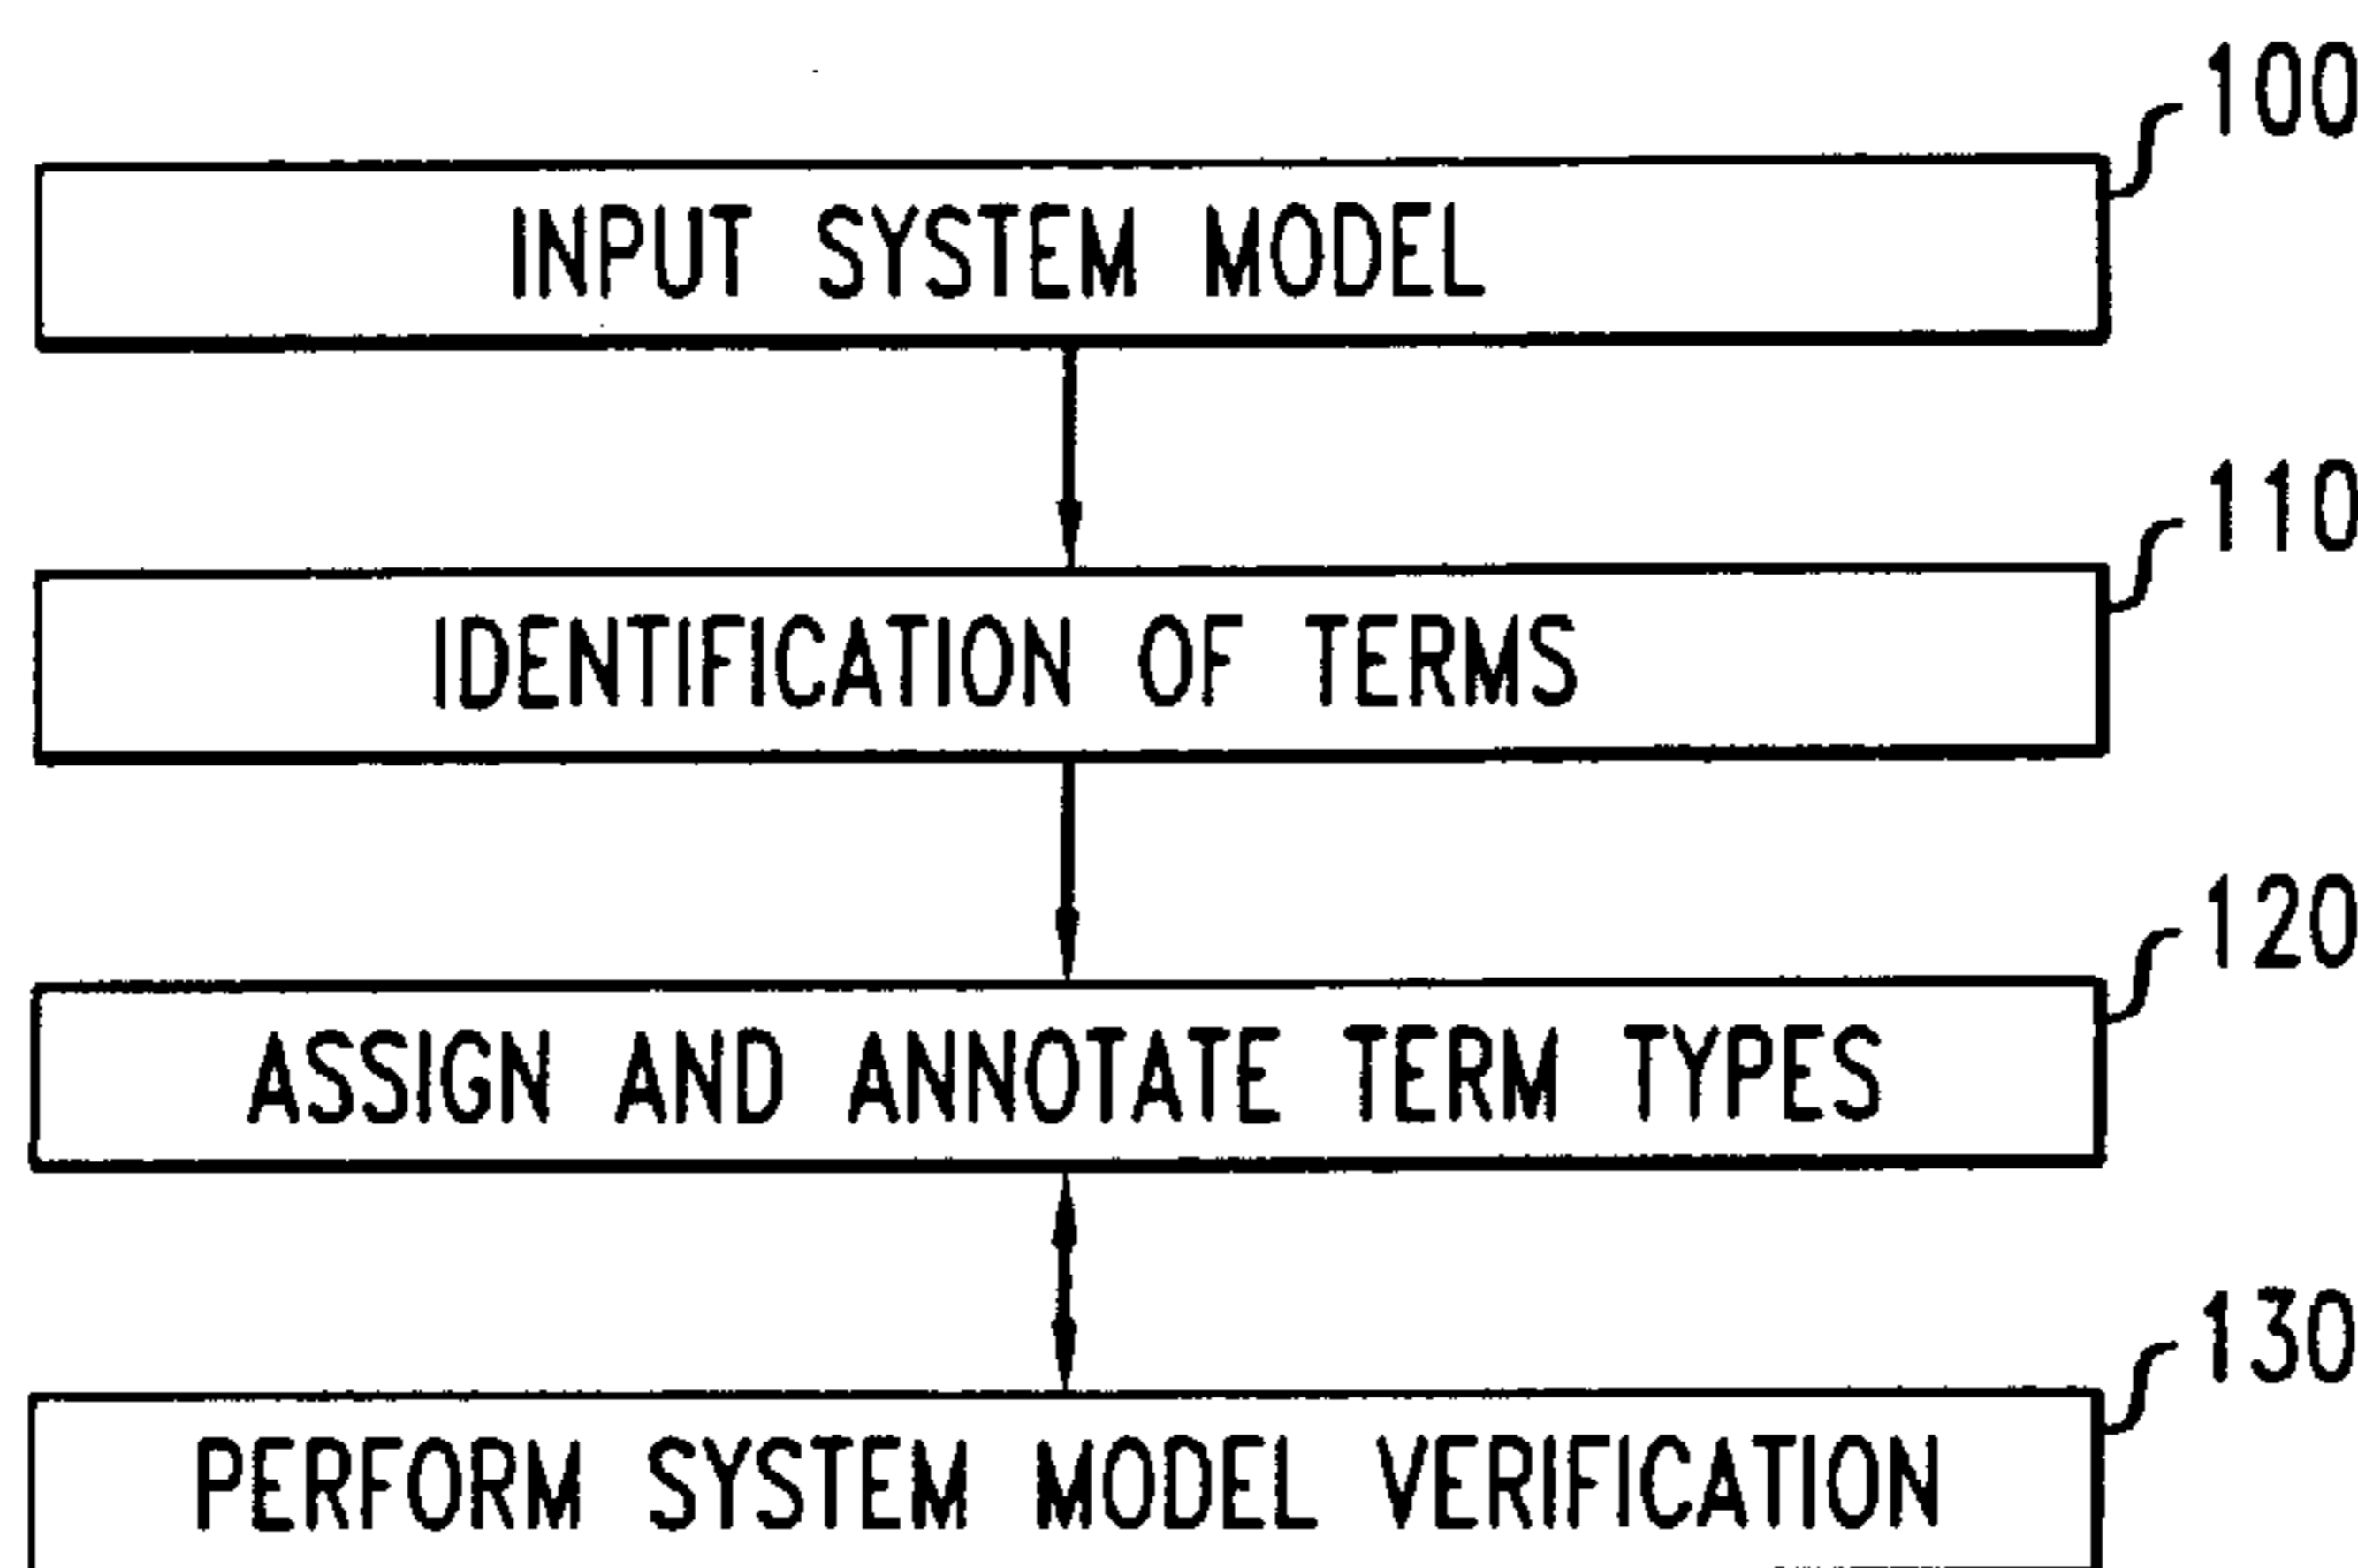 100
INPUT SYSTEM MODEL
110
IDENTIFICATION OF TERMS
120
ASSIGN AND ANNOTATE TERM TYPES
130
PERFORM SYSTEM MODEL VERIFICATION